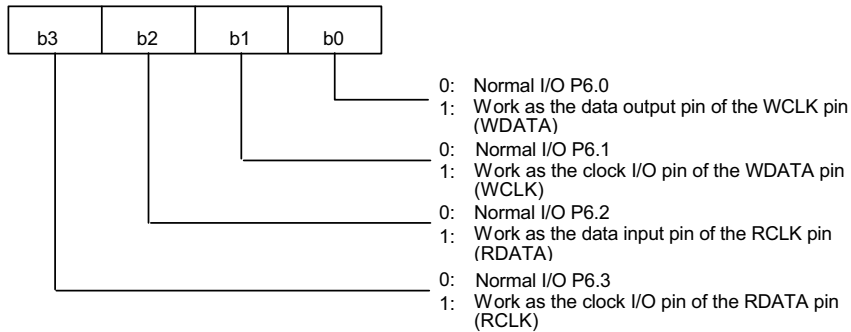 b3 b2 b1 b0
0: Normal I/O P6.0
1: Work as the data output pin of the WCLK pin
(WDATA)
0: Normal I/O P6.1
1: Work as the clock I/O pin of the WDATA pin
(WCLK)
0: Normal I/O P6.2
1: Work as the data input pin of the RCLK pin
(RDATA)
0: Normal I/O P6.3
1: Work as the clock I/O pin of the RDATA pin
(RCLK)